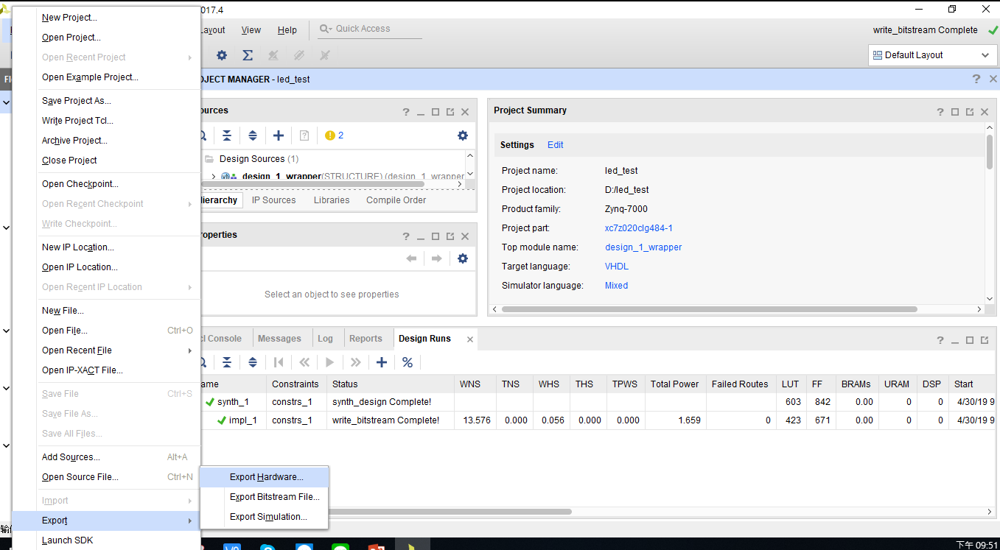 New Project...
Open Project...
Open Recent Project
Open Example Project...
Save Project As...
Write Project Tcl...
Archive Project...
Close Project
Open Checkpoint...
Open Recent Checkpoint
Write Checkpoint...
New IP Location...
Open IP Location...
Open Recent IP Location
New File...
Open File... Ctrl+O
Open Recent File
Open IP-XACT File...
Save File Ctrl+S
Save File As...
Save All Files...
Add Sources... Alt+A
Open Source File... Ctrl+N
Import
Export
Launch SDK
Export Hardware...
Export Bitstream File...
Export Simulation...
017.4
ayout View Help Quick Access
write_bitstream Complete
Default Layout
OJECT MANAGER - led_test
ources
2
Design Sources (1)
design_1_wrapper(STRUCTURE) (design_1_wrapper
ierarchy IP Sources Libraries Compile Order
operties
Select an object to see properties
Project Summary
Settings Edit
Project name: led_test
Project location: D:/led_test
Product family: Zynq-7000
Project part: xc7z020clg484-1
Top module name: design_1_wrapper
Target language: VHDL
Simulator language: Mixed
cl Console Messages Log Reports Design Runs
ame Constraints Status WNS TNS WHS THS TPWS Total Power Failed Routes LUT FF BRAMs URAM DSP Start
synth_1 constrs_1 synth_design Complete! 603 842 0.00 0 0 4/30/19 9
impl_1 constrs_1 write_bitstream Complete! 13.576 0.000 0.056 0.000 0.000 1.659 0 423 671 0.00 0 0 4/30/19 9
下午 09:51